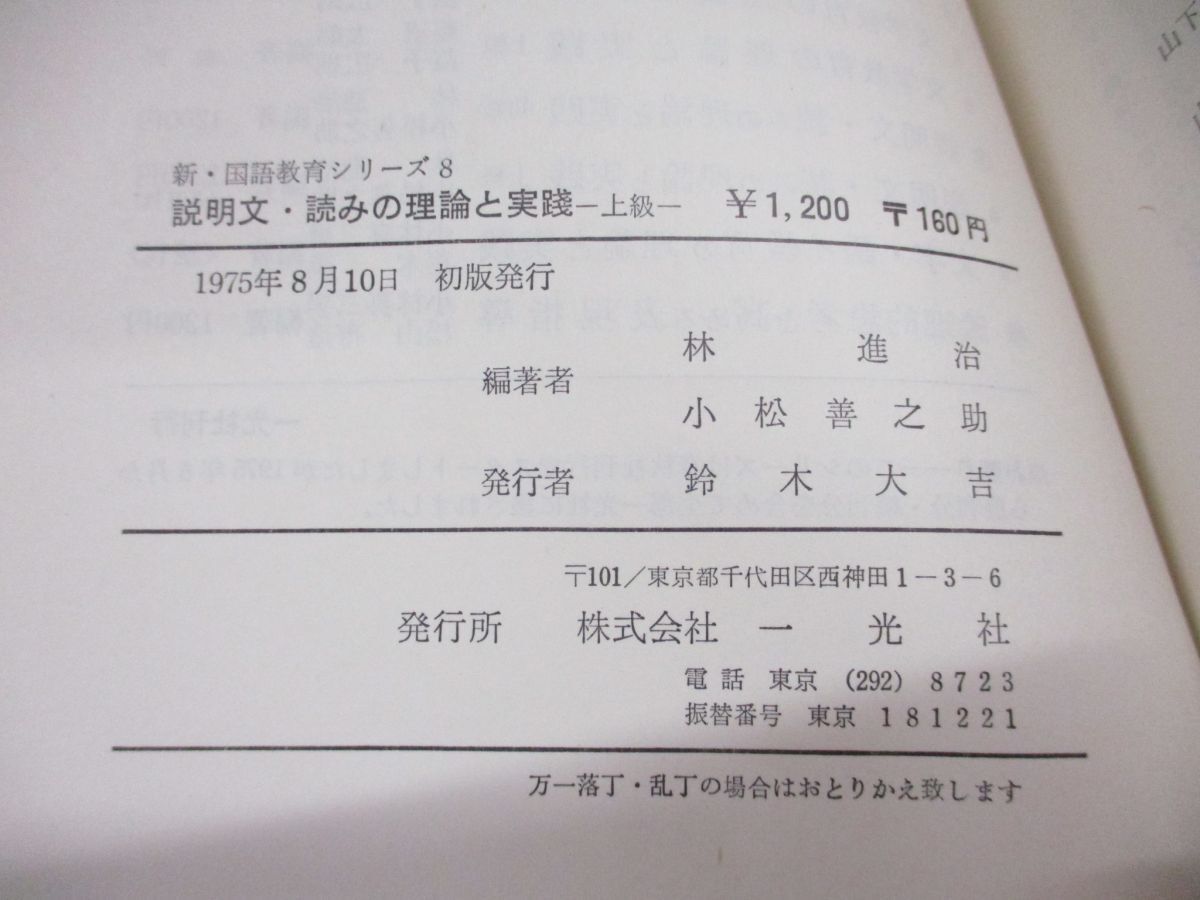 新・国語教育シリーズ8
説明文・読みの理論と実践－上級－ ￥1,200 〒160円
1975年8月10日 初版発行
編著者
林 進 治
小 松 善 之 助
発行者 鈴 木 大 吉
〒101／東京都千代田区西神田1－3－6
発行所 株式会社 一 光 社
電話 東京 (292) 8723
振替番号 東京 181221
万一落丁・乱丁の場合はおとりかえ致します
山下